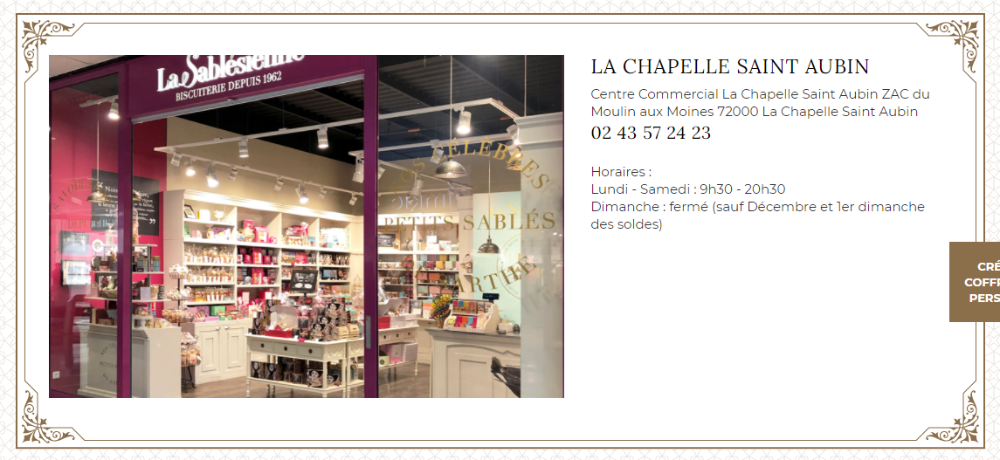 La Sablésienne
BISCUITERIE DEPUIS 1962
NOS CÉLÈBRES
PETITS SABLÉS
LA CHAPELLE SAINT AUBIN
Centre Commercial La Chapelle Saint Aubin ZAC du
Moulin aux Moines 72000 La Chapelle Saint Aubin
02 43 57 24 23
Horaires :
Lundi - Samedi : 9h30 - 20h30
Dimanche : fermé (sauf Décembre et 1er dimanche
des soldes)
CRÉ
COFFI
PERS